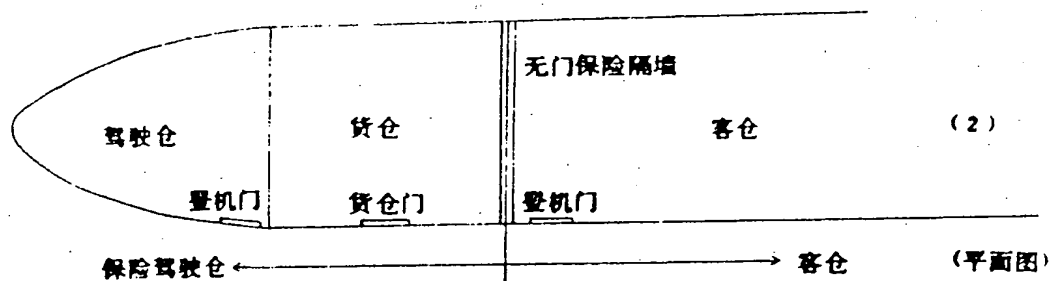 无门保险隔墙
驾驶仓 货仓 客仓 (2)
登机门 货仓门 登机门
保险驾驶仓 客仓 (平面图)